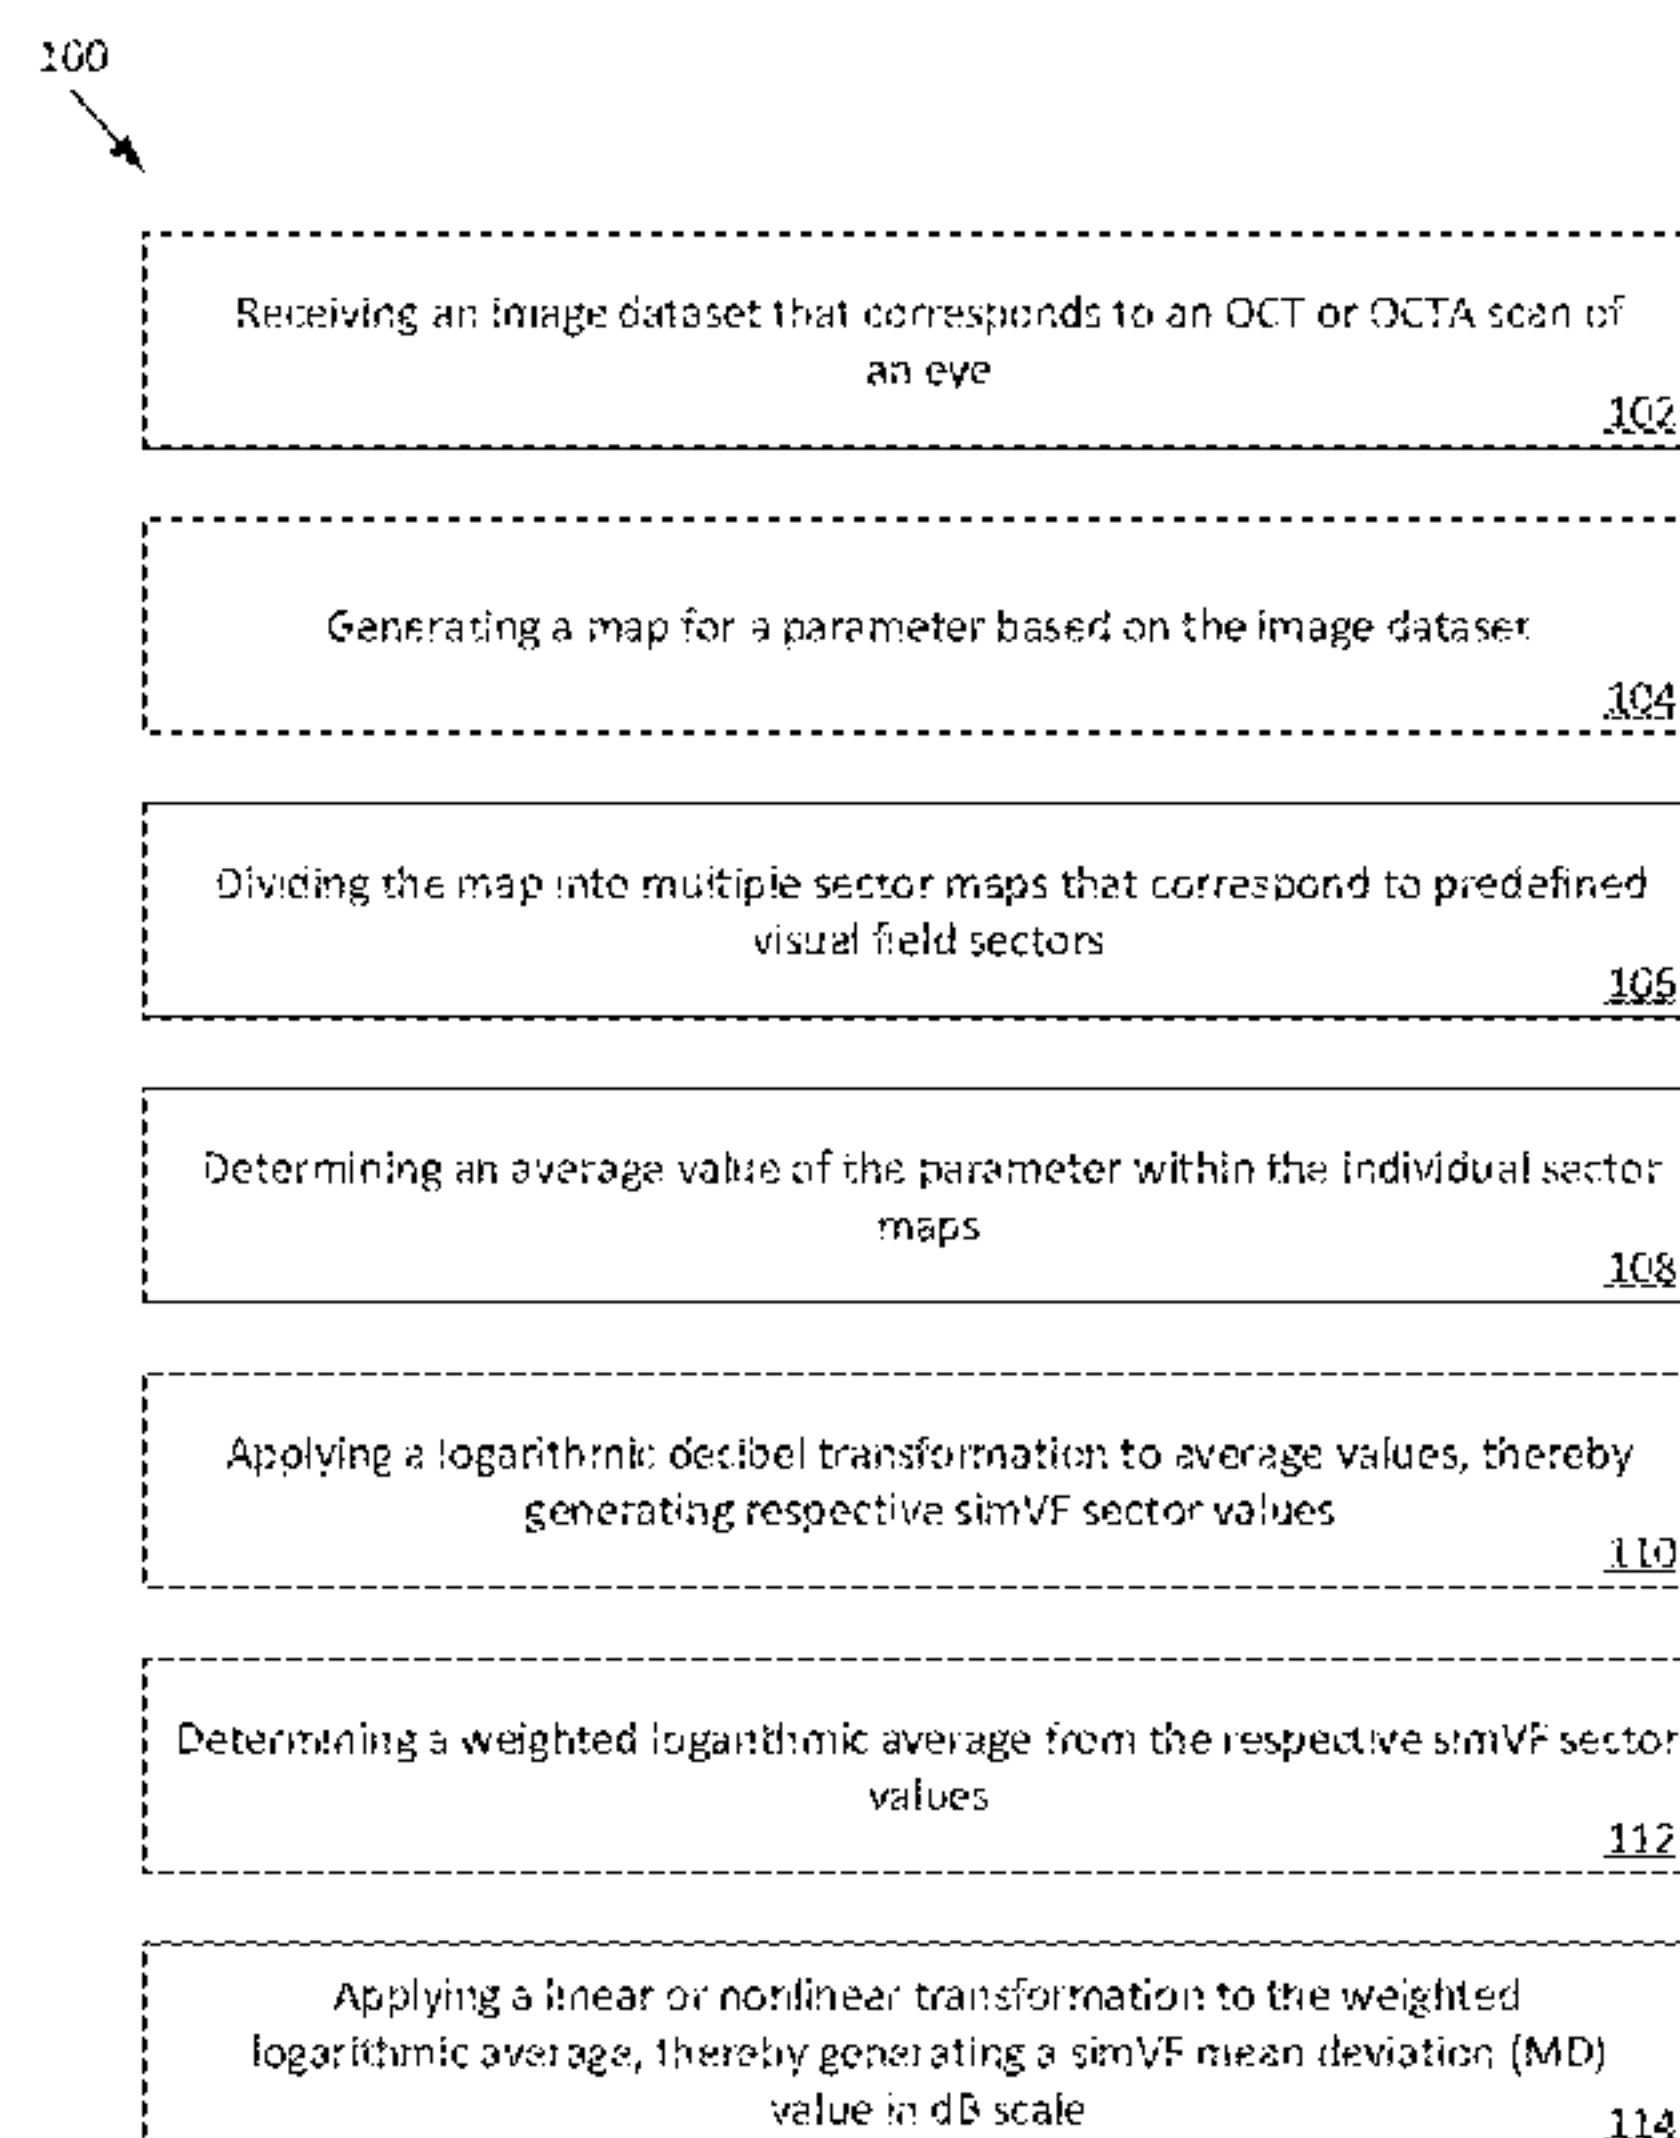 100
Receiving an image dataset that corresponds to an OCT or OCTA scan of
an eye
102
Generating a map for a parameter based on the image dataset
104
Dividing the map into multiple sector maps that correspond to predefined
visual field sectors
106
Determining an average value of the parameter within the individual sector
maps
108
Applying a logarithmic decibel transformation to average values, thereby
generating respective simVF sector values
110
Determining a weighted logarithmic average from the respective simVF sector
values
112
Applying a linear or nonlinear transformation to the weighted
logarithmic average, thereby generating a simVF mean deviation (MD)
value in dB scale
114